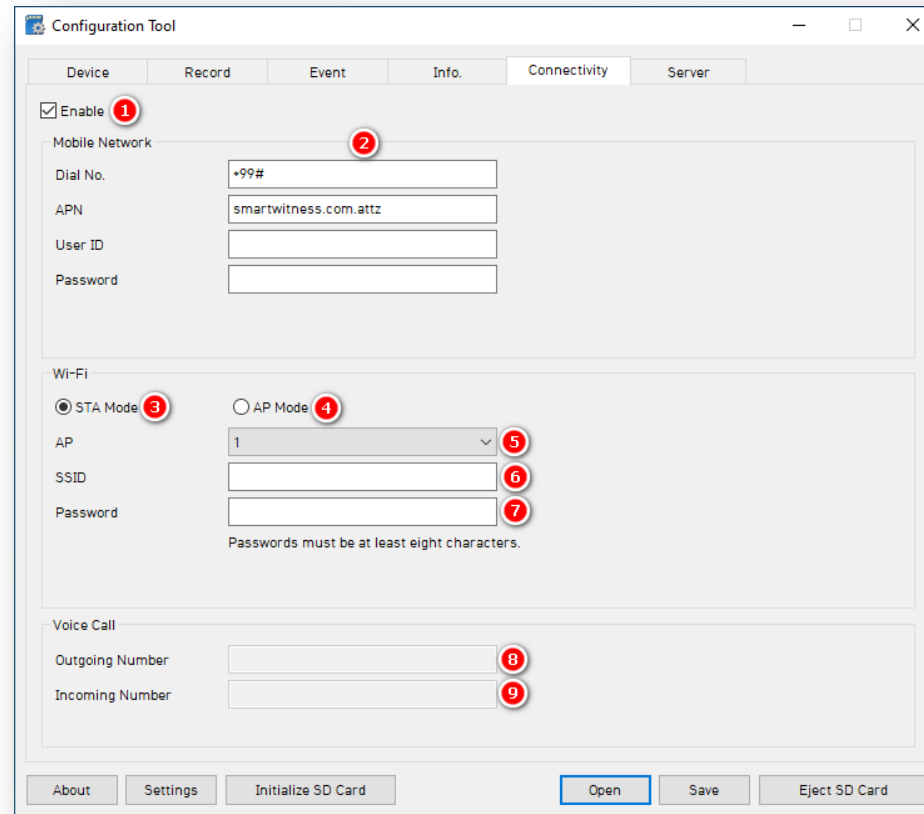 Configuration Tool
Device Record Event Info. Connectivity Server
Enable 1
Mobile Network 2
Dial No. *99#
APN smartwitness.com.attz
User ID
Password
Wi-Fi
STA Mode 3 AP Mode 4
AP 1 5
SSID 6
Password 7
Passwords must be at least eight characters.
Voice Call
Outgoing Number 8
Incoming Number 9
About Settings Initialize SD Card Open Save Eject SD Card